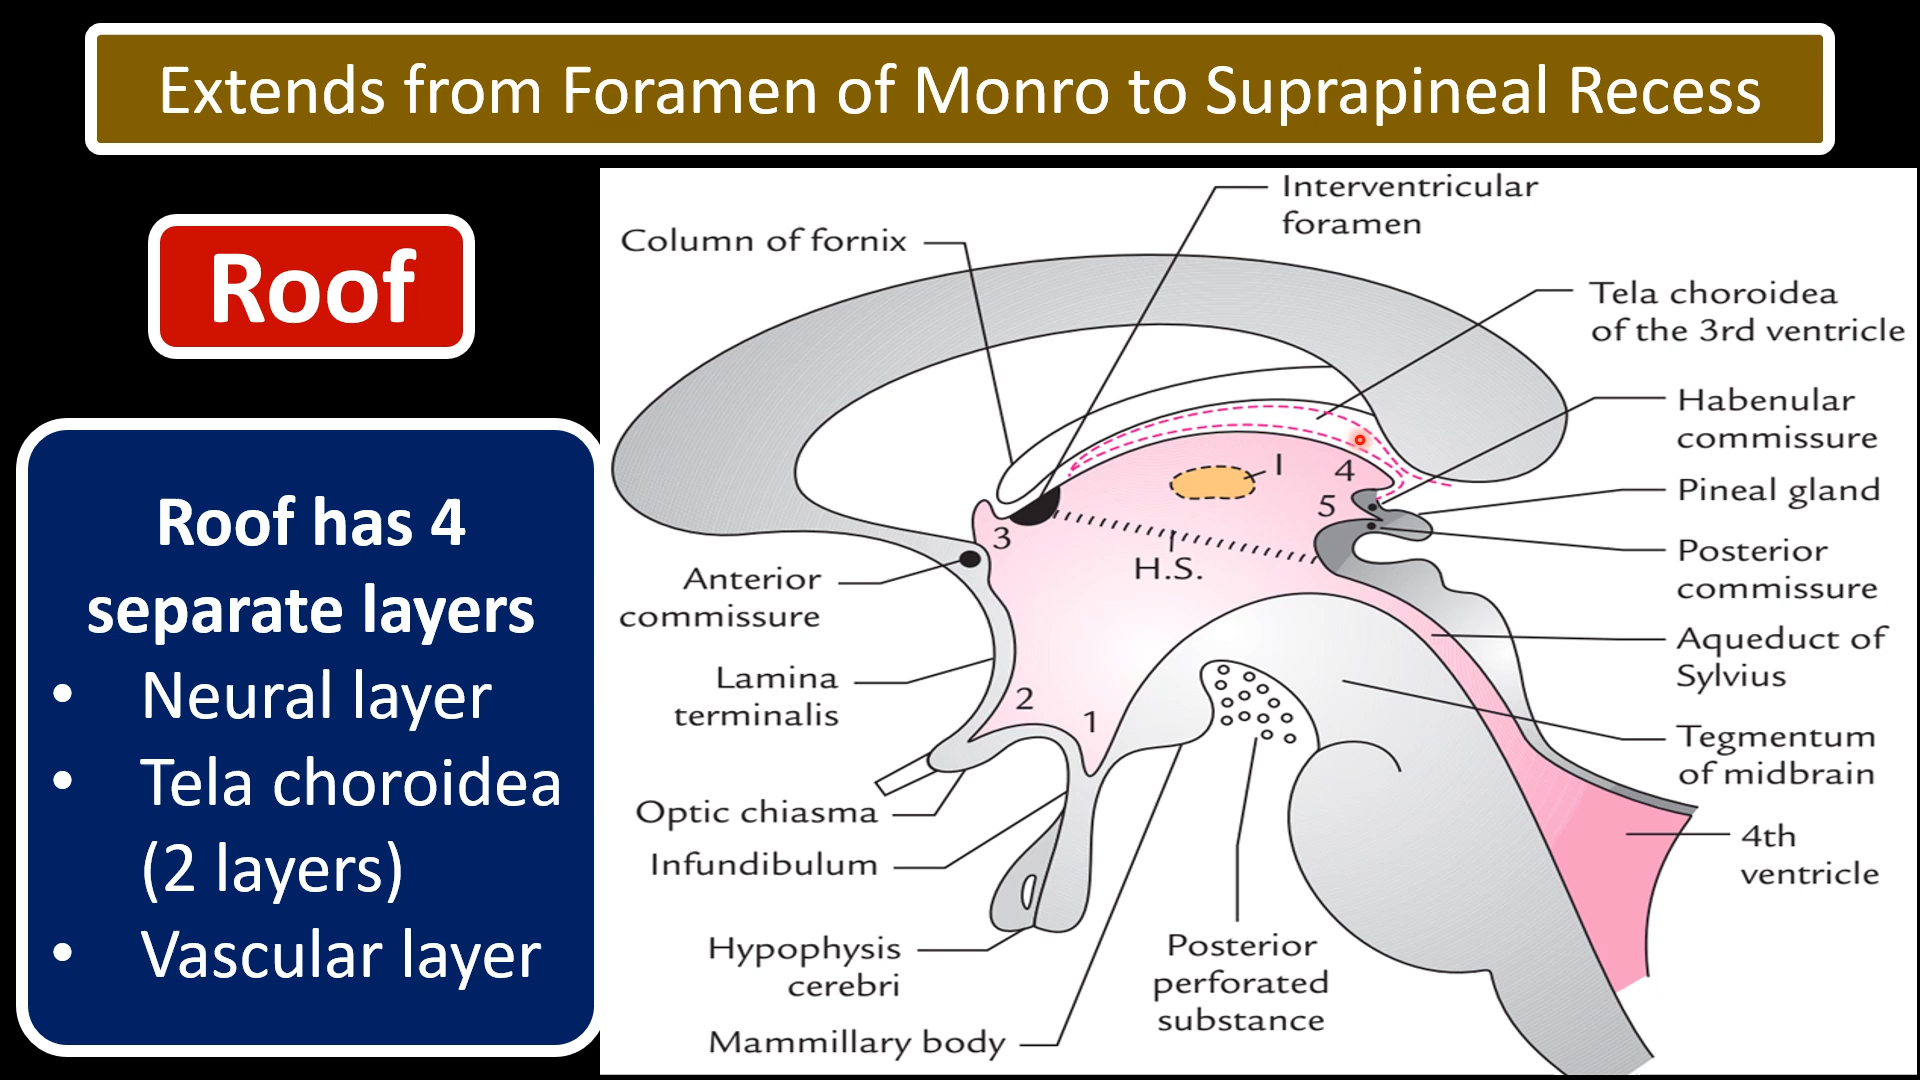 Extends from Foramen of Monro to Suprapineal Recess
Roof
Roof has 4
separate layers
• Neural layer
• Tela choroidea
(2 layers)
• Vascular layer
Interventricular
foramen
Column of fornix
Tela choroidea
of the 3rd ventricle
Habenular
commissure
Pineal gland
Posterior
commissure
Aqueduct of
Sylvius
Tegmentum
of midbrain
4th
ventricle
I
4
5
3
H.S.
2
1
Anterior
commissure
Lamina
terminalis
Optic chiasma
Infundibulum
Hypophysis
cerebri
Mammillary body
Posterior
perforated
substance